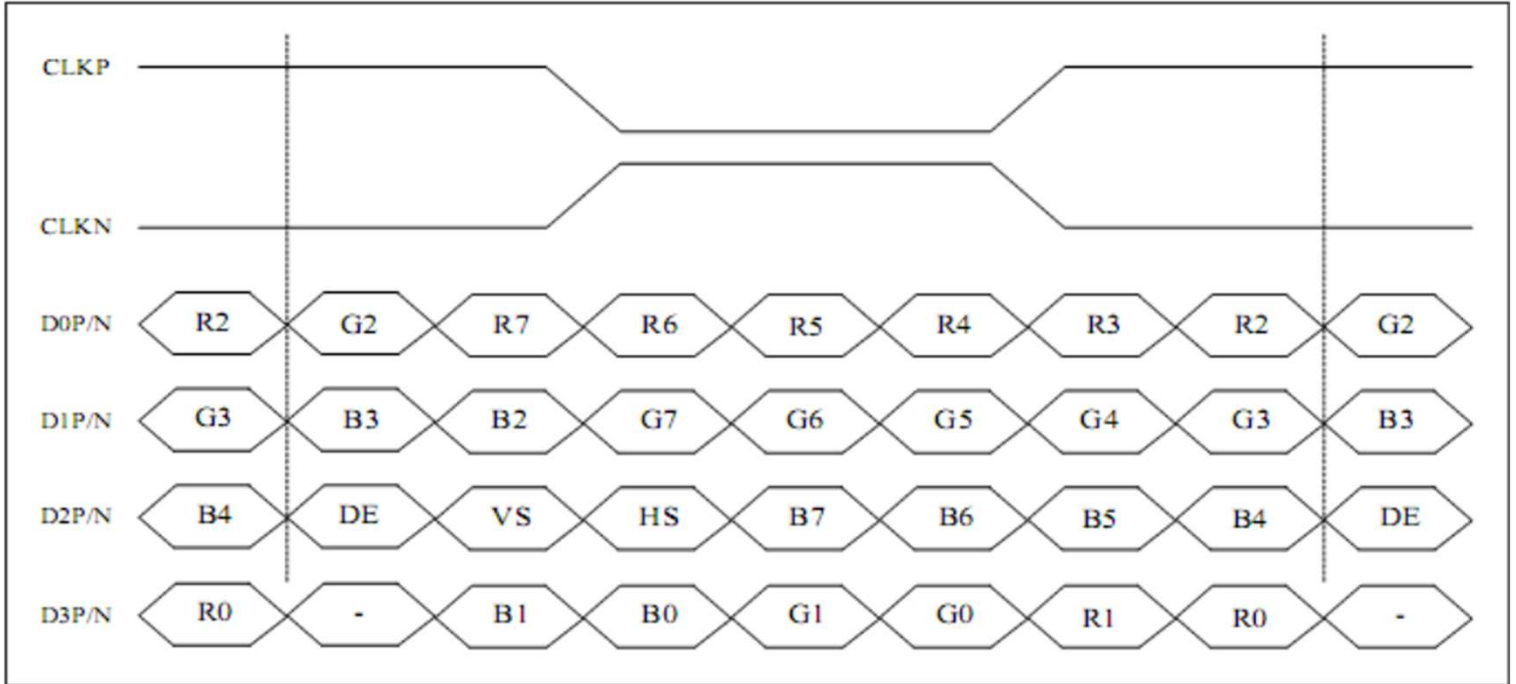 CLKP
CLKN
D0P/N R2 G2 R7 R6 R5 R4 R3 R2 G2
D1P/N G3 B3 B2 G7 G6 G5 G4 G3 B3
D2P/N B4 DE VS HS B7 B6 B5 B4 DE
D3P/N R0 - B1 B0 G1 G0 R1 R0 -